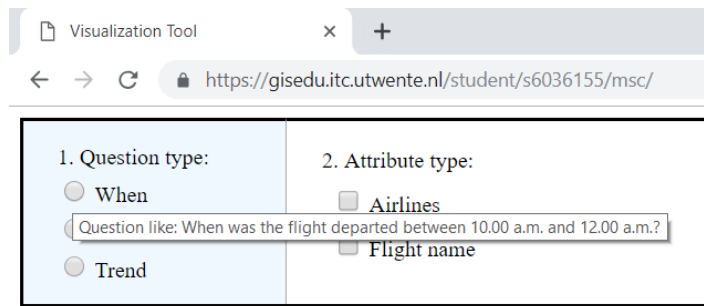 Visualization Tool
https://gisedu.itc.utwente.nl/student/s6036155/msc/
1. Question type:
2. Attribute type:
When
Airlines
Question like: When was the flight departed between 10.00 a.m. and 12.00 a.m.?
Flight name
Trend